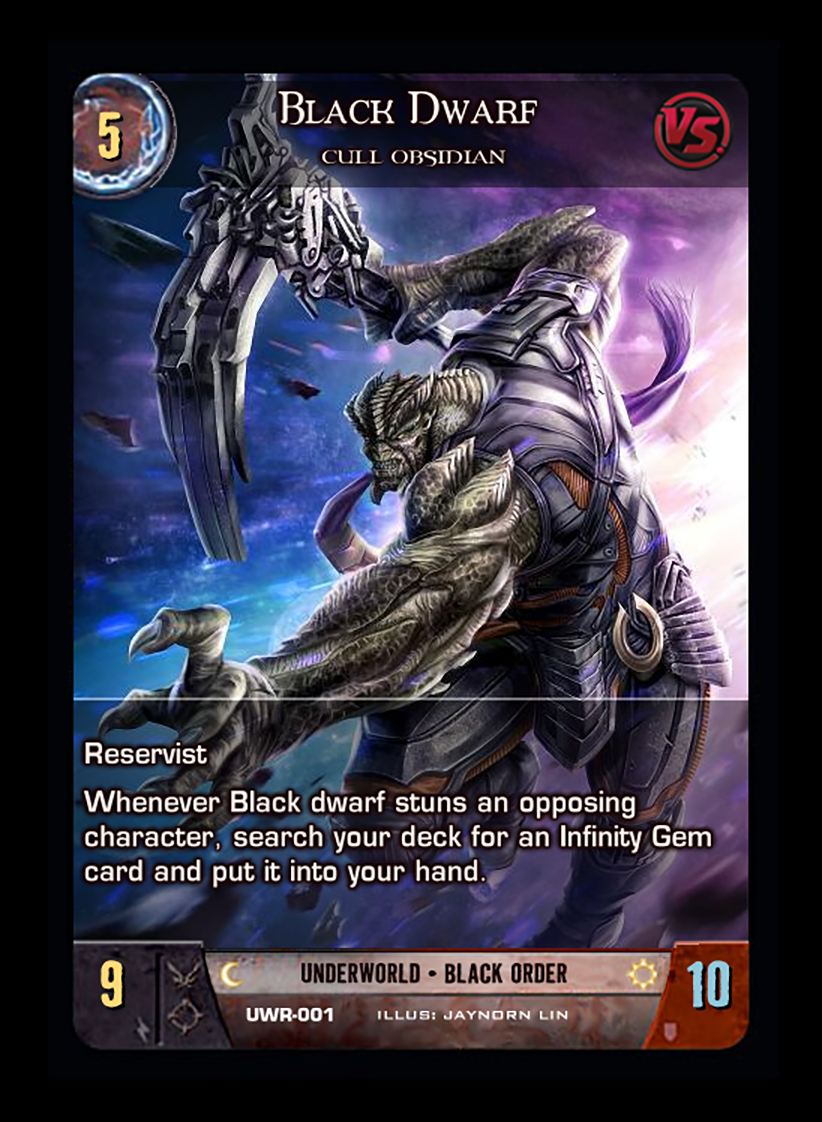 5
Black Dwarf
VS.
Cull Obsidian
Reservist
Whenever Black dwarf stuns an opposing
character, search your deck for an Infinity Gem
card and put it into your hand.
9
UNDERWORLD • BLACK ORDER
10
UWR-001 ILLUS: JAYNORN LIN